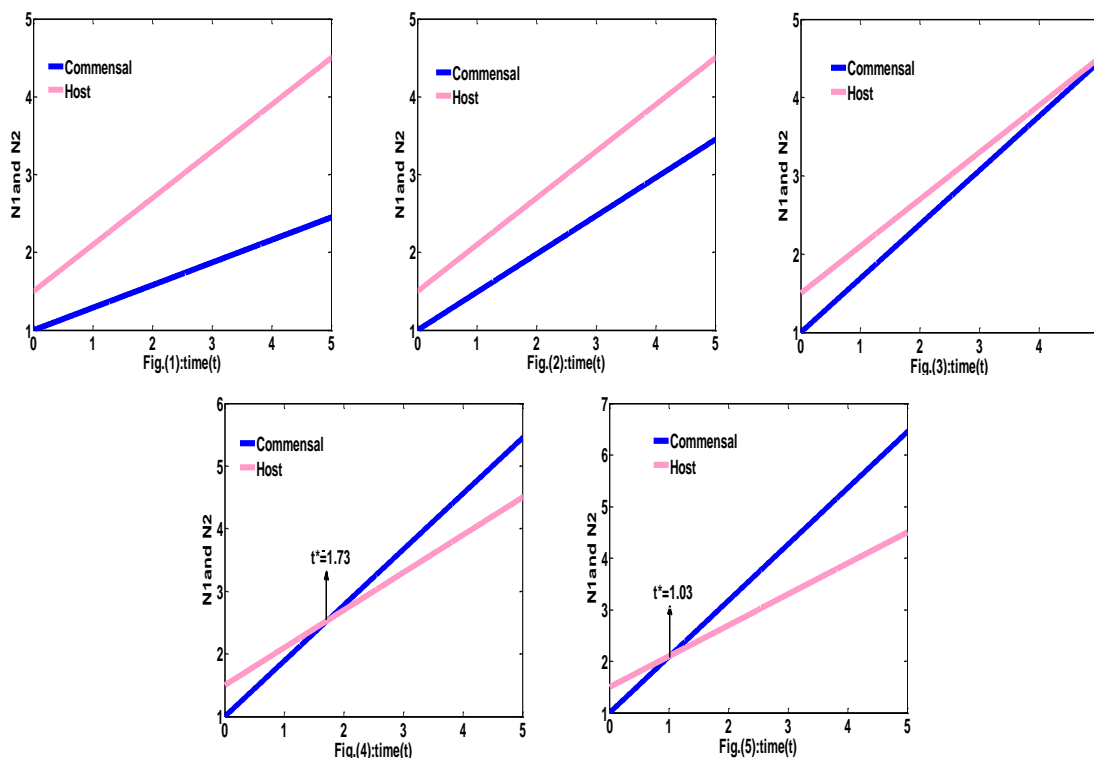 5
4
3
2
1
N1and N2
Commensal
Host
0 1 2 3 4 5
Fig.(1):time(t)
5
4
3
2
1
N1and N2
Commensal
Host
0 1 2 3 4 5
Fig.(2):time(t)
5
4
3
2
1
N1and N2
Commensal
Host
0 1 2 3 4
Fig.(3):time(t)
6
5
4
3
2
1
N1and N2
Commensal
Host
t*=1.73
0 1 2 3 4 5
Fig.(4):time(t)
7
6
5
4
3
2
1
N1and N2
Commensal
Host
t*=1.03
0 1 2 3 4 5
Fig.(5):time(t)